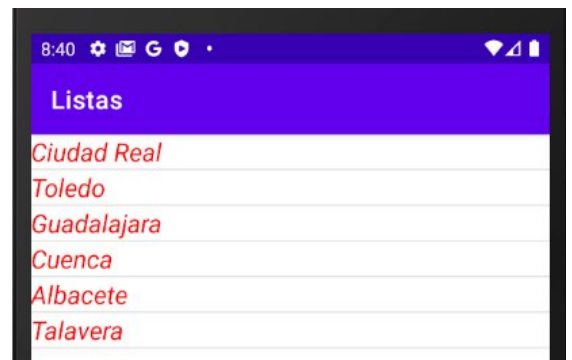 8:40 G
Listas
Ciudad Real
Toledo
Guadalajara
Cuenca
Albacete
Talavera